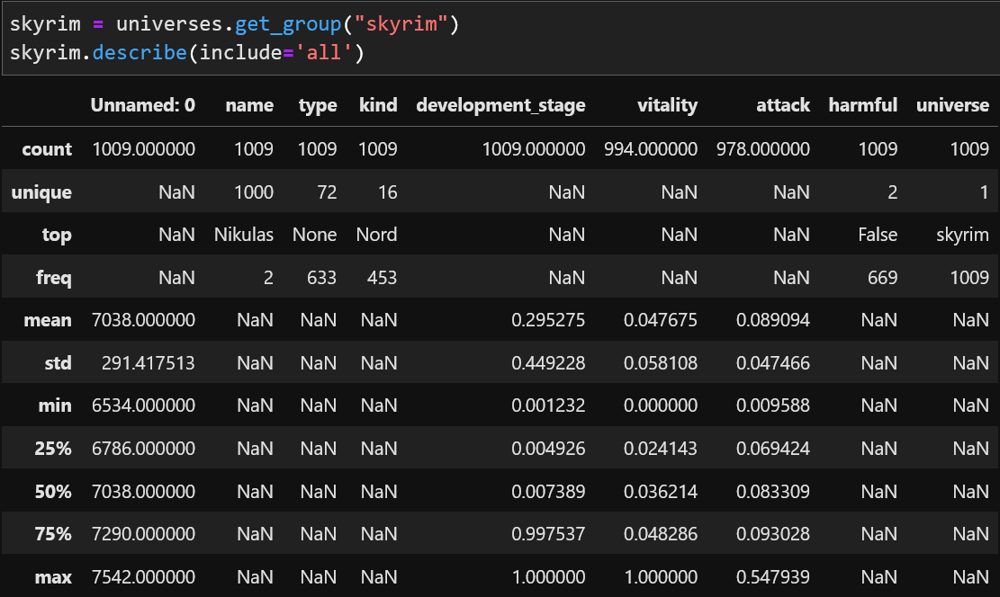 skyrim = universes.get_group("skyrim")
skyrim.describe(include='all')
Unnamed: 0 name type kind development_stage vitality attack harmful universe
count 1009.000000 1009 1009 1009 1009.000000 994.000000 978.000000 1009 1009
unique NaN 1000 72 16 NaN NaN NaN 2 1
top NaN Nikulas None Nord NaN NaN NaN False skyrim
freq NaN 2 633 453 NaN NaN NaN 669 1009
mean 7038.000000 NaN NaN NaN 0.295275 0.047675 0.089094 NaN NaN
std 291.417513 NaN NaN NaN 0.449228 0.058108 0.047466 NaN NaN
min 6534.000000 NaN NaN NaN 0.001232 0.000000 0.009588 NaN NaN
25% 6786.000000 NaN NaN NaN 0.004926 0.024143 0.069424 NaN NaN
50% 7038.000000 NaN NaN NaN 0.007389 0.036214 0.083309 NaN NaN
75% 7290.000000 NaN NaN NaN 0.997537 0.048286 0.093028 NaN NaN
max 7542.000000 NaN NaN NaN 1.000000 1.000000 0.547939 NaN NaN